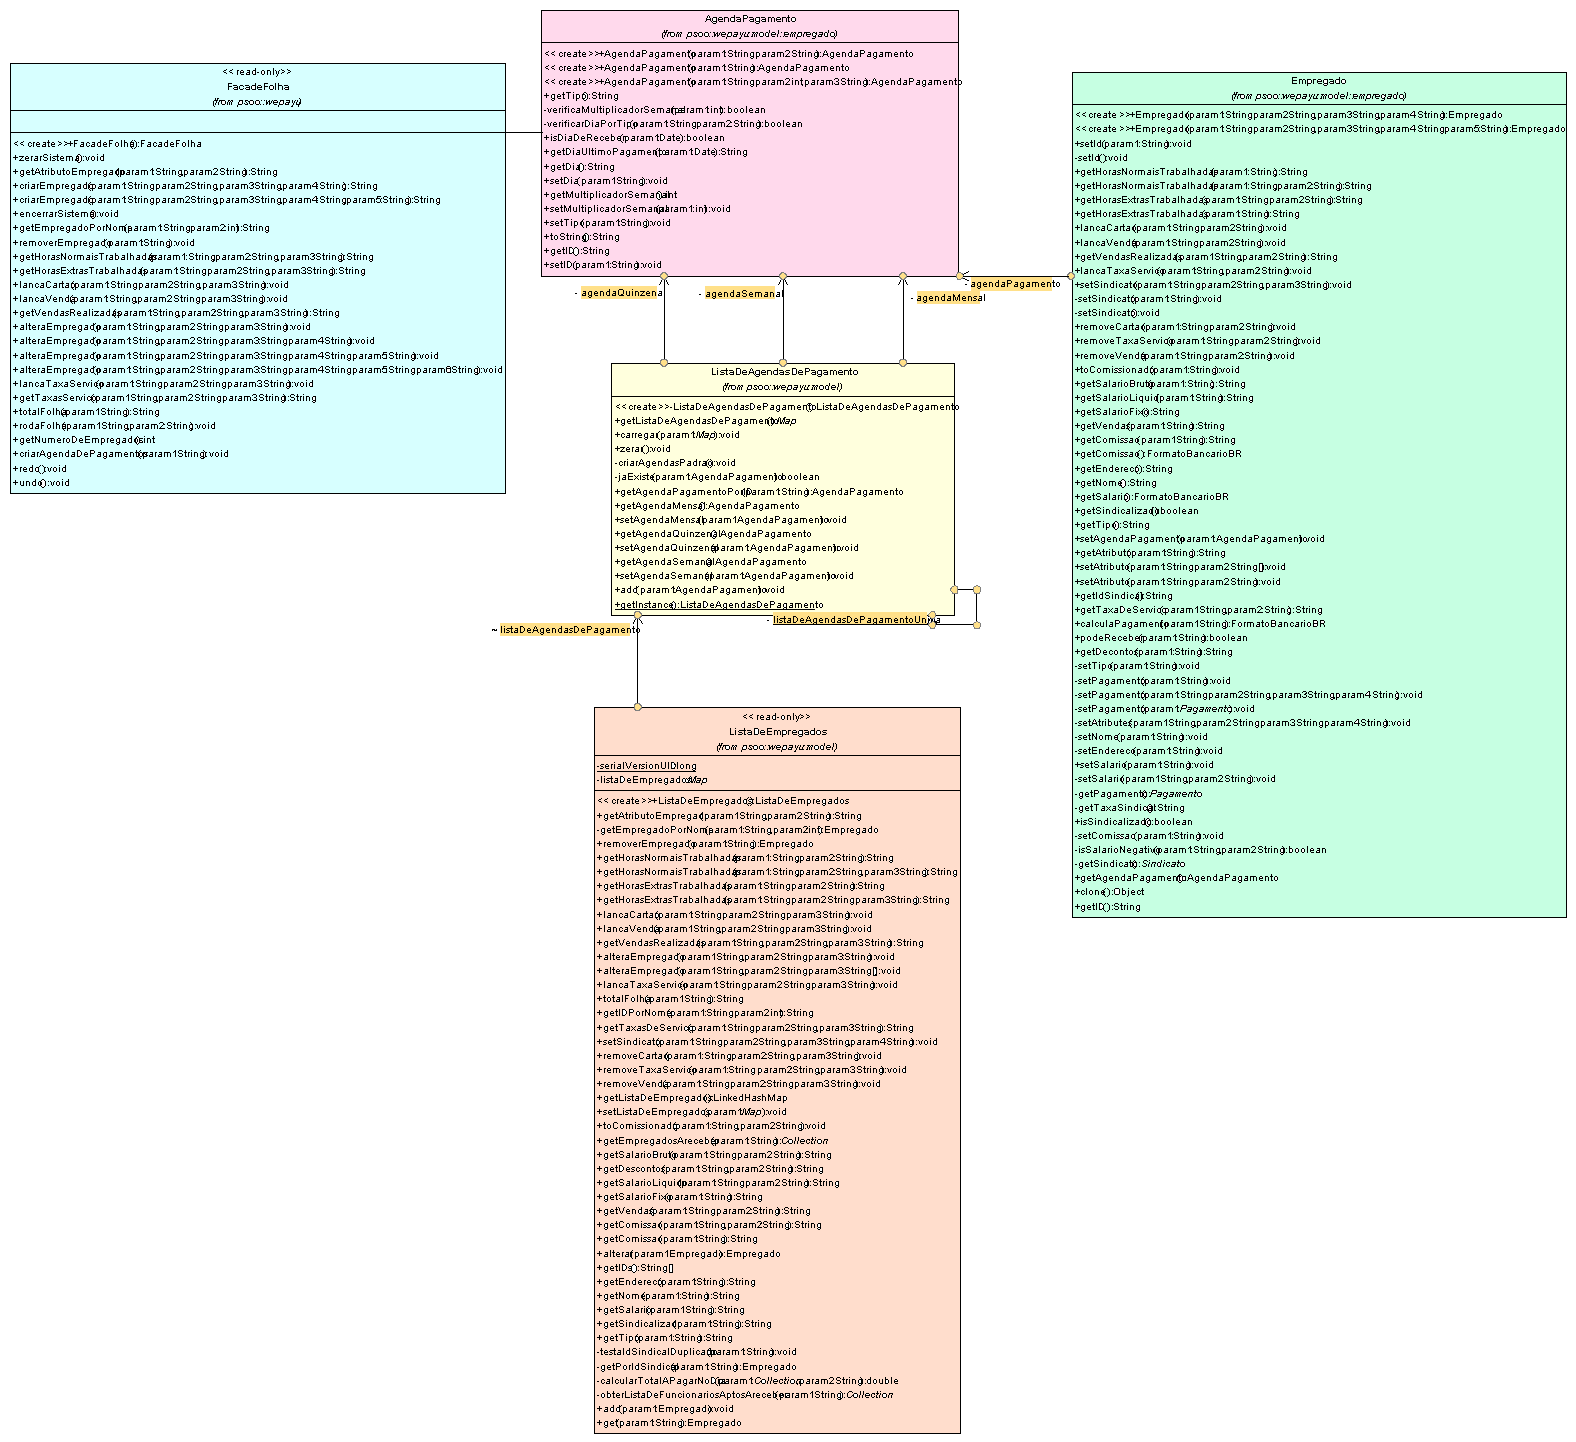 AgendaPagamento
(from psoo::wepayu::model::empregado)
<< create >>+AgendaPagamento(param1:String,param2:String):AgendaPagamento
<< create >>+AgendaPagamento(param1:String):AgendaPagamento
<< create >>+AgendaPagamento(param1:String,param2:int,param3:String):AgendaPagamento
+getTipo():String
-verificaMultiplicadorSemanal(param1:int):boolean
-verificarDiaPorTipo(param1:String,param2:String):boolean
+isDiaDeReceber(param1:Date):boolean
+getDiaUltimoPagamento(param1:Date):String
+getDia():String
+setDia(param1:String):void
+getMultiplicadorSemanal():int
+setMultiplicadorSemanal(param1:int):void
+setTipo(param1:String):void
+toString():String
+getID():String
+setID(param1:String):void
<< read-only>>
FacadeFolha
(from psoo::wepayu)
<< create >>+FacadeFolha():FacadeFolha
+zerarSistema():void
+getAtributoEmpregado(param1:String,param2:String):String
+criarEmpregado(param1:String,param2:String,param3:String,param4:String):String
+criarEmpregado(param1:String,param2:String,param3:String,param4:String,param5:String):String
+encerrarSistema():void
+getEmpregadoPorNome(param1:String,param2:int):String
+removerEmpregado(param1:String):void
+getHorasNormaisTrabalhadas(param1:String,param2:String,param3:String):String
+getHorasExtrasTrabalhadas(param1:String,param2:String,param3:String):String
+lancaCartao(param1:String,param2:String,param3:String):void
+lancaVenda(param1:String,param2:String,param3:String):void
+getVendasRealizadas(param1:String,param2:String,param3:String):String
+alteraEmpregado(param1:String,param2:String,param3:String):void
+alteraEmpregado(param1:String,param2:String,param3:String,param4:String):void
+alteraEmpregado(param1:String,param2:String,param3:String,param4:String,param5:String):void
+alteraEmpregado(param1:String,param2:String,param3:String,param4:String,param5:String,param6:String):void
+lancaTaxaServico(param1:String,param2:String,param3:String):void
+getTaxasServico(param1:String,param2:String,param3:String):String
+totalFolha(param1:String):String
+rodaFolha(param1:String,param2:String):void
+getNumeroDeEmpregados():int
+criarAgendaDePagamentos(param1:String):void
+redo():void
+undo():void
Empregado
(from psoo::wepayu::model::empregado)
<< create >>+Empregado(param1:String,param2:String,param3:String,param4:String):Empregado
<< create >>+Empregado(param1:String,param2:String,param3:String,param4:String,param5:String):Empregado
+setId(param1:String):void
-setId():void
+getHorasNormaisTrabalhadas(param1:String):String
+getHorasNormaisTrabalhadas(param1:String,param2:String):String
+getHorasExtrasTrabalhadas(param1:String,param2:String):String
+getHorasExtrasTrabalhadas(param1:String):String
+lancaCartao(param1:String,param2:String)
+lancaVenda(param1:String,param2:String)
+getVendasRealizadas(param1:String,param2:String):String
+lancaTaxaServico(param1:String,param2:String)
+setSindicato(param1:String,param2:String,param3:String):void
-setSindicato(param1:String):void
-setSindicato():void
+removeCartao(param1:String,param2:String):void
+removeTaxaServico(param1:String,param2:String):void
+removeVenda(param1:String,param2:String):void
+toComissionado(param1:String):void
+getSalarioBruto(param1:String):String
+getSalarioLiquido(param1:String):String
+getSalarioFixo():String
+getVendas(param1:String):String
+getComissao(param1:String):String
+getComissao():FormatoBancarioBR
+getEndereco():String
+getNome():String
+getSalario():FormatoBancarioBR
+getSindicalizado():boolean
+getTipo():String
+setAgendaPagamento(param1:AgendaPagamento):void
+getAtributo(param1:String):String
+setAtributo(param1:String,param2:String[]):void
+setAtributo(param1:String,param2:String):void
+getIdSindical():String
+getTaxaDeServico(param1:String,param2:String):String
+calculaPagamento(param1:String):FormatoBancarioBR
+podeReceber(param1:String):boolean
+getDecontos(param1:String):String
-setTipo(param1:String):void
-setPagamento(param1:String):void
-setPagamento(param1:String,param2:String,param3:String,param4:String):void
-setPagamento(param1:Pagamento):void
-setAtributes(param1:String,param2:String,param3:String,param4:String):void
-setNome(param1:String):void
-setEndereco(param1:String):void
+setSalario(param1:String):void
-setSalario(param1:String,param2:String):void
-getPagamento():Pagamento
-getTaxaSindical():String
+isSindicalizado():boolean
-setComissao(param1:String):void
-isSalarioNegativo(param1:String,param2:String):boolean
-getSindicato():Sindicato
+getAgendaPagamento():AgendaPagamento
+clone():Object
+getID():String
- agendaQuinzenal
- agendaSemanal
- agendaMensal
- agendaPagamento
ListaDeAgendasDePagamento
(from psoo::wepayu::model)
<<create>>-ListaDeAgendasDePagamento():ListaDeAgendasDePagamento
+getListaDeAgendasDePagamento():Map
+carregar(param1:Map):void
+zerar():void
-criarAgendasPadrao():void
-jaExiste(param1:AgendaPagamento):boolean
+getAgendaPagamentoPorID(param1:String):AgendaPagamento
+getAgendaMensal():AgendaPagamento
+setAgendaMensal(param1:AgendaPagamento):void
+getAgendaQuinzenal():AgendaPagamento
+setAgendaQuinzenal(param1:AgendaPagamento):void
+getAgendaSemanal():AgendaPagamento
+setAgendaSemanal(param1:AgendaPagamento):void
+add(param1:AgendaPagamento):void
+getInstance():ListaDeAgendasDePagamento
- listaDeAgendasDePagamentoUnica
~ listaDeAgendasDePagamento
<< read-only>>
ListaDeEmpregados
(from psoo::wepayu::model)
-serialVersionUID:long
-listaDeEmpregados:Map
<< create >>+ListaDeEmpregados():ListaDeEmpregados
+getAtributoEmpregado(param1:String,param2:String):String
-getEmpregadoPorNome(param1:String,param2:int):Empregado
+removerEmpregado(param1:String):Empregado
+getHorasNormaisTrabalhadas(param1:String,param2:String):String
+getHorasNormaisTrabalhadas(param1:String,param2:String,param3:String):String
+getHorasExtrasTrabalhadas(param1:String,param2:String):String
+getHorasExtrasTrabalhadas(param1:String,param2:String,param3:String):String
+lancaCartao(param1:String,param2:String,param3:String):void
+lancaVenda(param1:String,param2:String,param3:String):void
+getVendasRealizadas(param1:String,param2:String,param3:String):String
+alteraEmpregado(param1:String,param2:String,param3:String):void
+alteraEmpregado(param1:String,param2:String,param3:String[]):void
+lancaTaxaServico(param1:String,param2:String,param3:String):void
+totalFolha(param1:String):String
+getIDPorNome(param1:String,param2:int):String
+getTaxasDeServico(param1:String,param2:String,param3:String):String
+setSindicato(param1:String,param2:String,param3:String,param4:String):void
+removeCartao(param1:String,param2:String,param3:String):void
+removeTaxaServico(param1:String,param2:String,param3:String):void
+removeVenda(param1:String,param2:String,param3:String):void
+getListaDeEmpregados():LinkedHashMap
+setListaDeEmpregados(param1:Map):void
+toComissionado(param1:String,param2:String):void
+getEmpregadosAreceber(param1:String):Collection
+getSalarioBruto(param1:String,param2:String):String
+getDescontos(param1:String,param2:String):String
+getSalarioLiquido(param1:String,param2:String):String
+getSalarioFixo(param1:String):String
+getVendas(param1:String,param2:String):String
+getComissao(param1:String,param2:String):String
+getComissao(param1:String):String
+alterar(param1:Empregado):Empregado
+getIDs():String[]
+getEndereco(param1:String):String
+getNome(param1:String):String
+getSalario(param1:String):String
+getSindicalizado(param1:String):String
+getTipo(param1:String):String
-testaIdSindicalDuplicado(param1:String):void
-getPorIdSindical(param1:String):Empregado
-calcularTotalAPagarNoDia(param1:Collection,param2:String):double
-obterListaDeFuncionariosAptosAreceber(param1:String):Collection
+add(param1:Empregado):void
+get(param1:String):Empregado